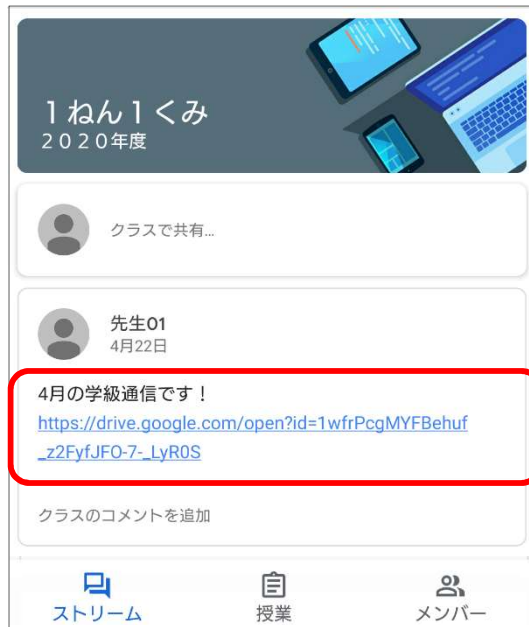 1ねん1くみ
2020年度
クラスで共有...
先生01
4月22日
4月の学級通信です！
https://drive.google.com/open?id=1wfrPcgMYFBehuf
_z2FyfJFO-7-_LyR0S
クラスのコメントを追加
ストリーム 授業 メンバー